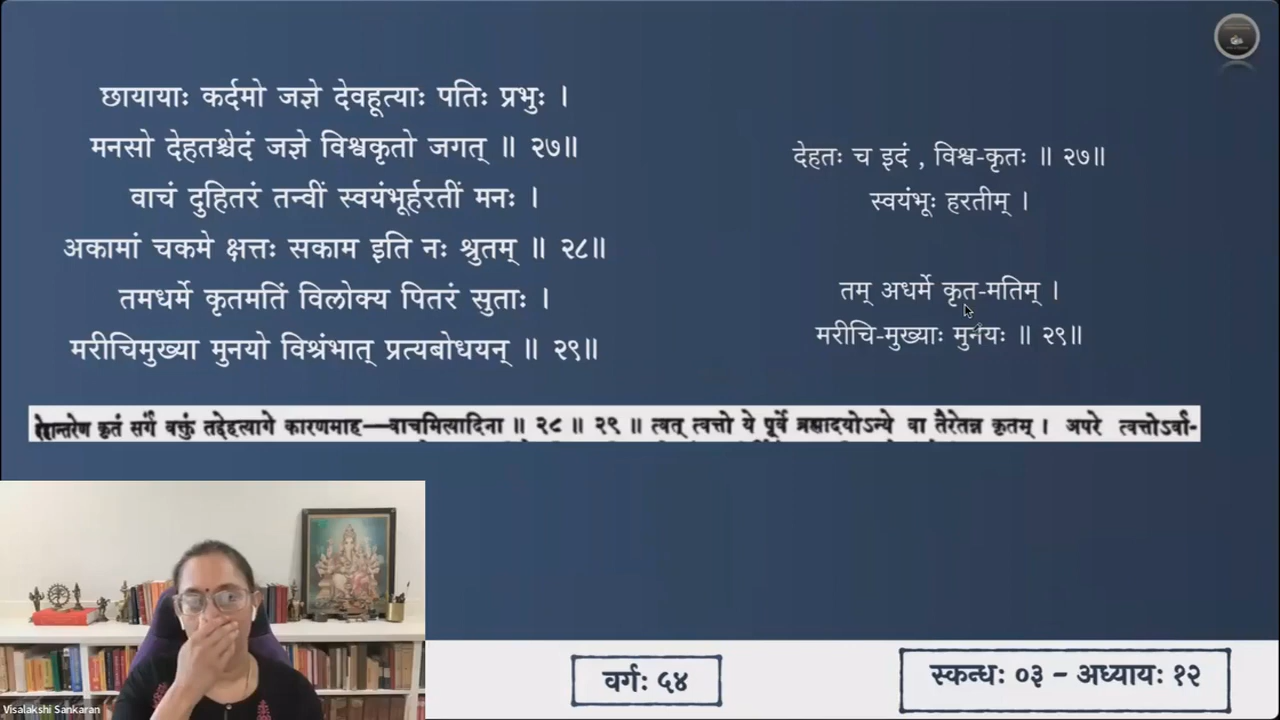 छायायाः कर्दमो जज्ञे देवहूत्याः पतिः प्रभुः ।
मनसो देहतश्चेदं जज्ञे विश्वकृतो जगत् ॥ २७॥
वाचं दुहितरं तन्वीं स्वयंभूर्हरतीं मनः ।
अकामां चकमे क्षत्तः सकाम इति नः श्रुतम् ॥ २८॥
तमधर्मे कृतमतिं विलोक्य पितरं सुताः ।
मरीचिमुख्या मुनयो विश्रंभात् प्रत्यबोधयन् ॥ २९॥
देहतः च इदं , विश्व-कृतः ॥ २७॥
स्वयंभूः हरतीम् ।
तम् अधर्मे कृत-मतिम् ।
मरीचि-मुख्याः मुनयः ॥ २९॥
देहान्तरेण कृतं सर्गं वक्तुं तद्देहत्यागे कारणमाह—वाचमित्यादिना ॥ २८ ॥ २९ ॥ त्वत् त्वत्तो ये पूर्वे ब्रह्मादयोऽन्ये वा तैरेतन्न कृतम् । अपरे त्वत्तोऽर्वा-
Visalakshi Sankaran
वर्गः ५४
स्कन्धः ०३ - अध्यायः १२